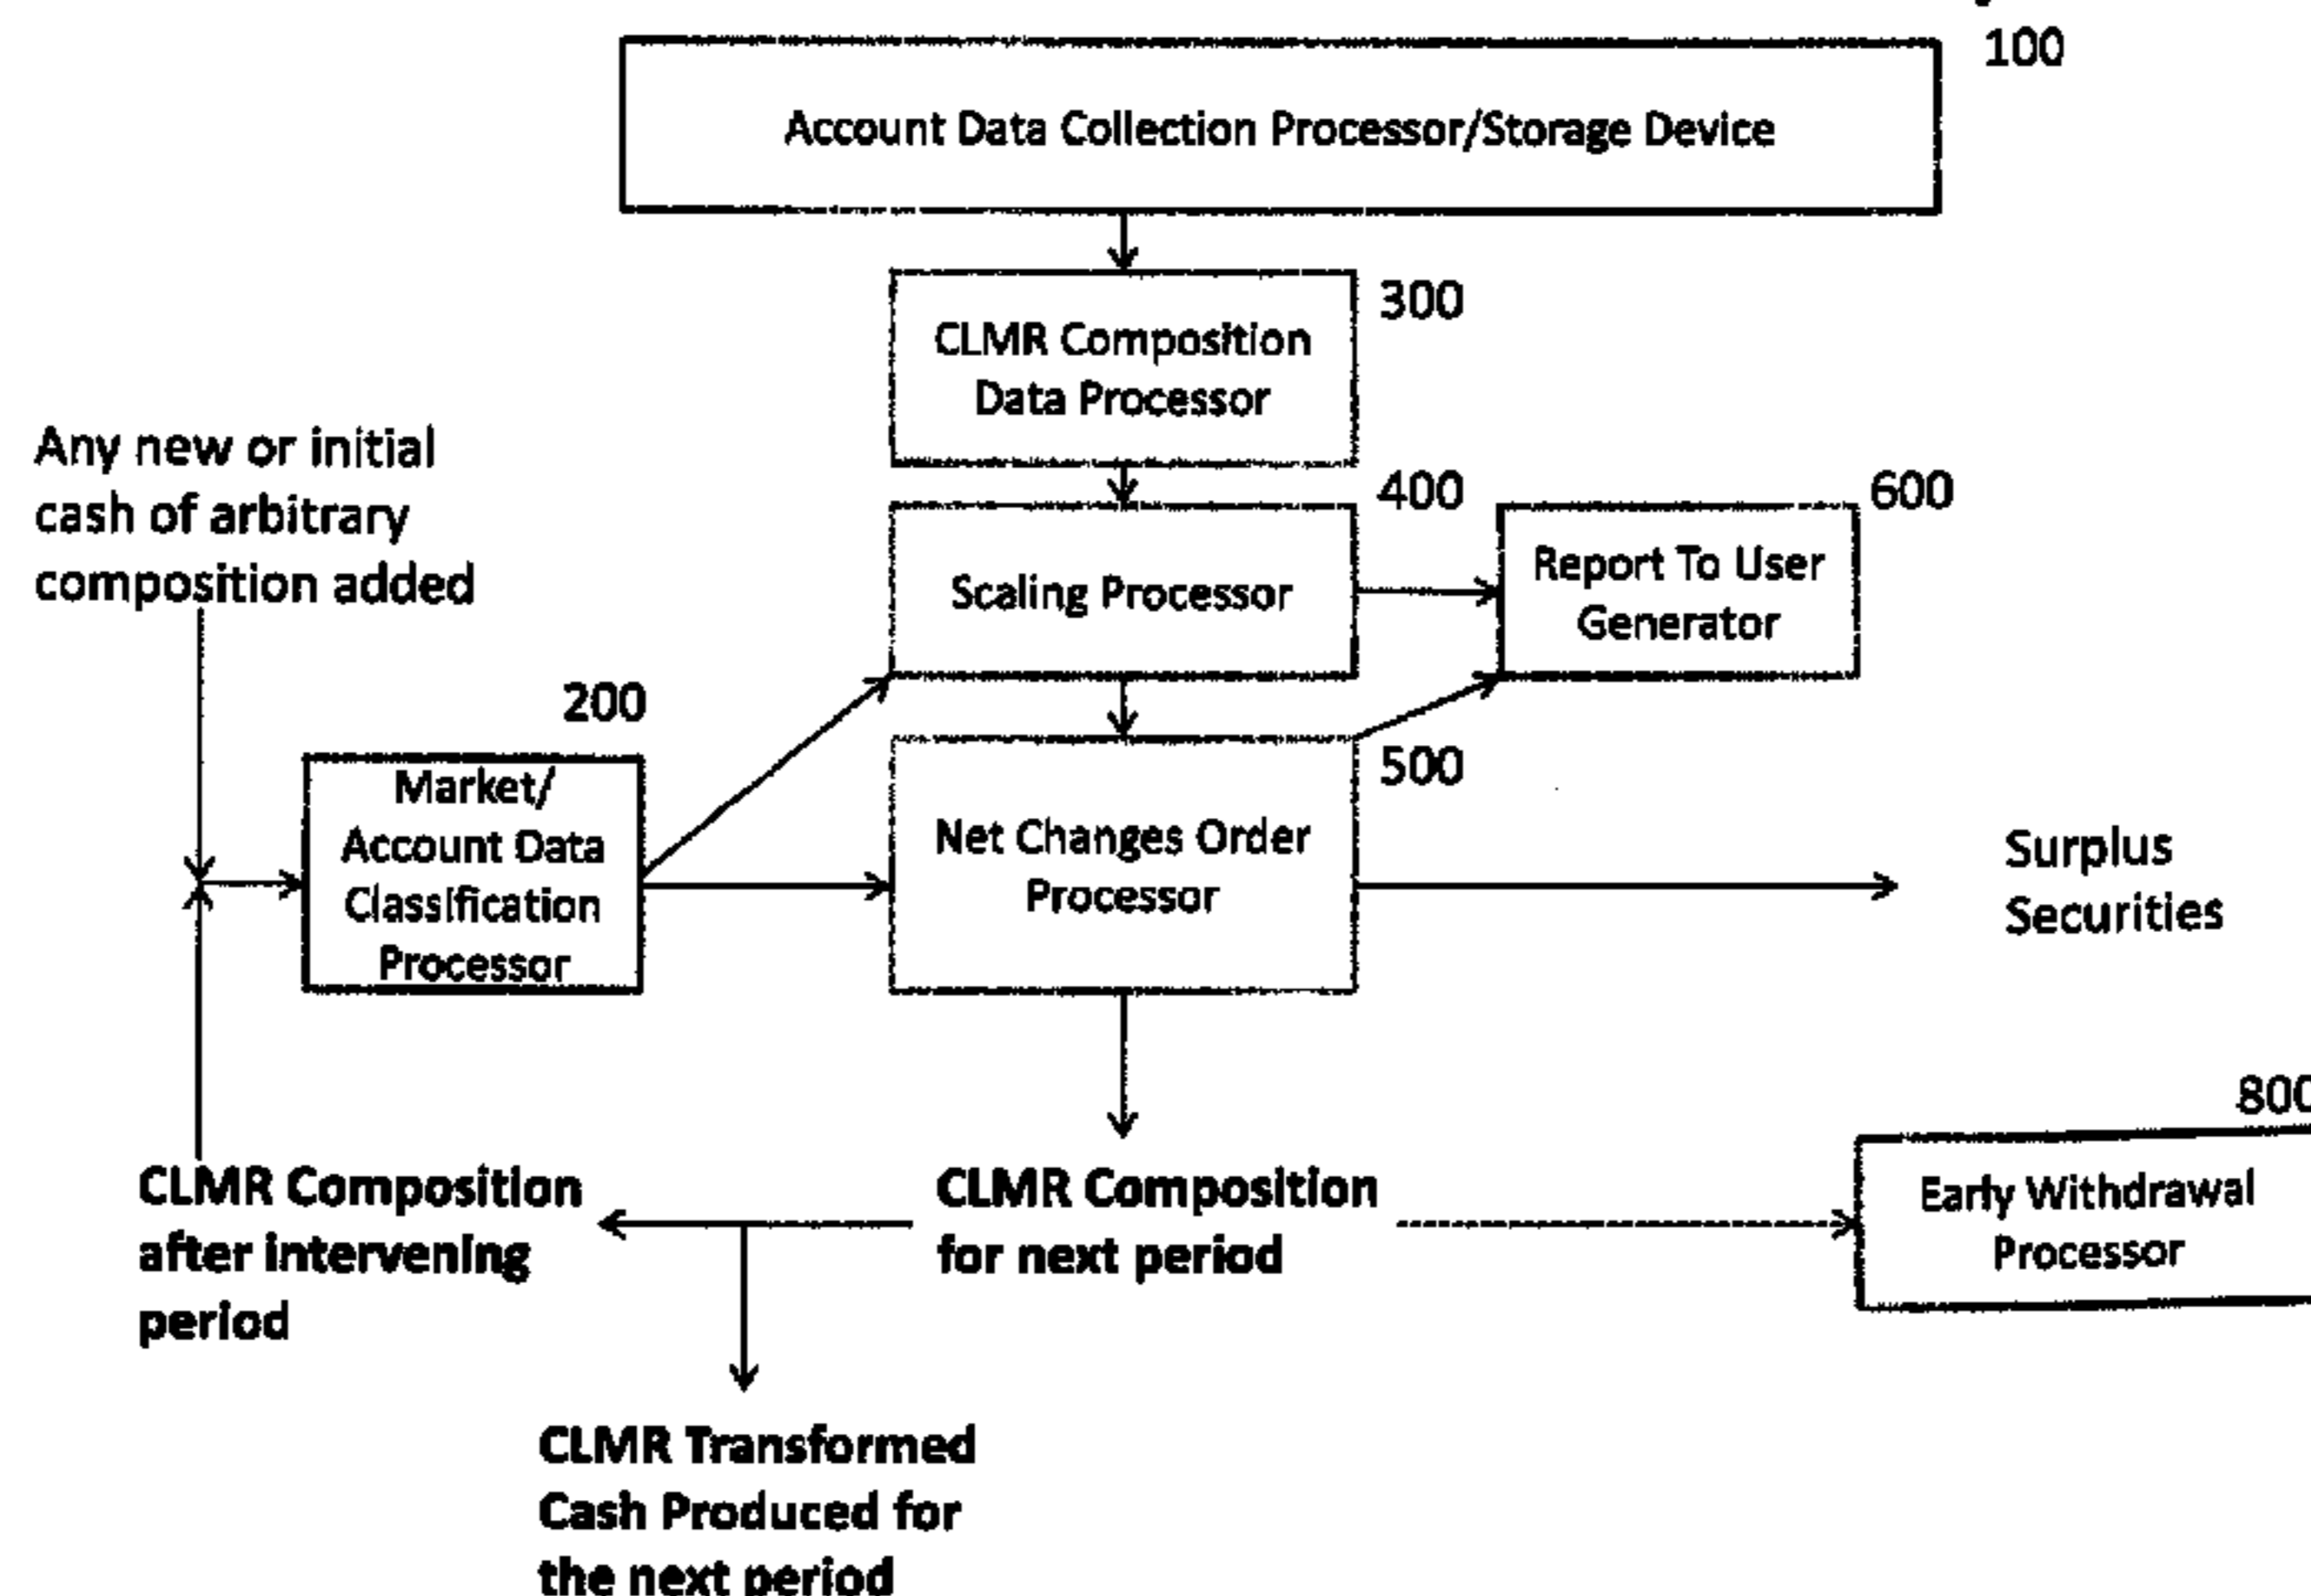 100
Account Data Collection Processor/Storage Device
300
CLMR Composition
Data Processor
Any new or initial
cash of arbitrary
composition added
400
600
Scaling Processor
Report To User
Generator
200
500
Market/
Account Data
Classification
Processor
Net Changes Order
Processor
Surplus
Securities
800
Early Withdrawal
Processor
CLMR Composition
after intervening
period
CLMR Composition
for next period
CLMR Transformed
Cash Produced for
the next period